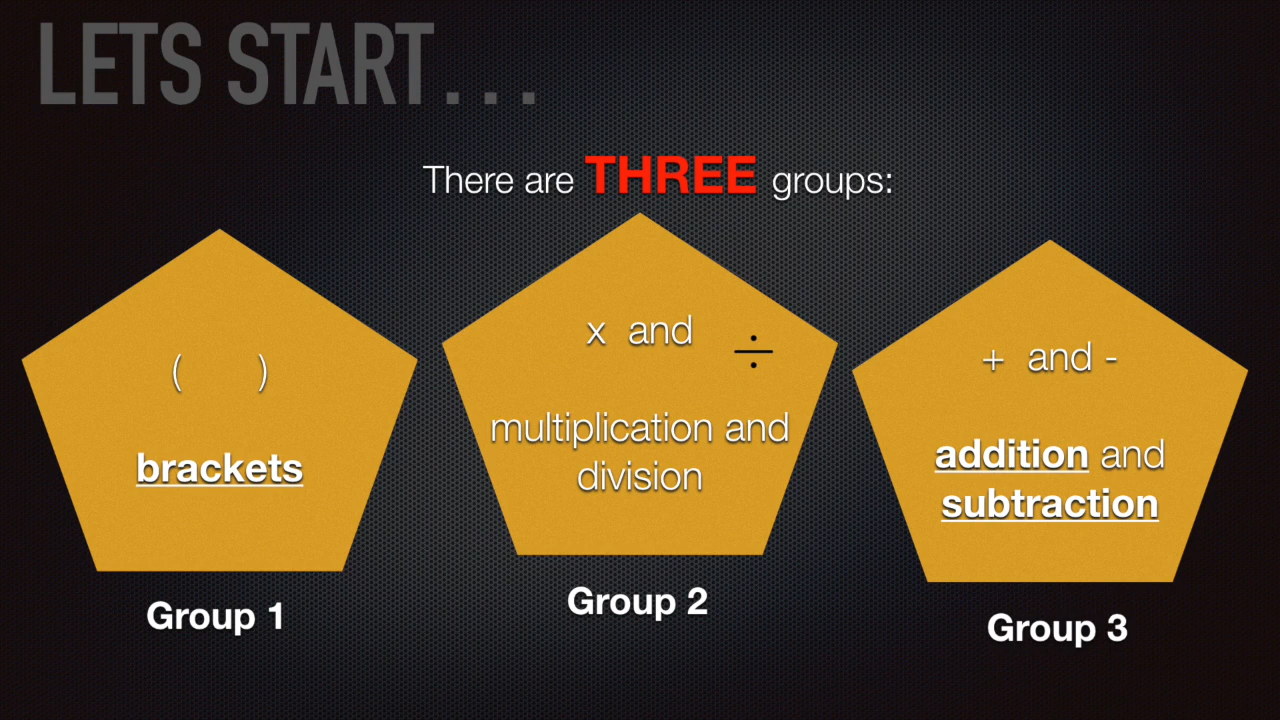 LETS START...
There are THREE groups:
( )
brackets
Group 1
x and ÷
multiplication and
division
Group 2
+ and -
addition and
subtraction
Group 3